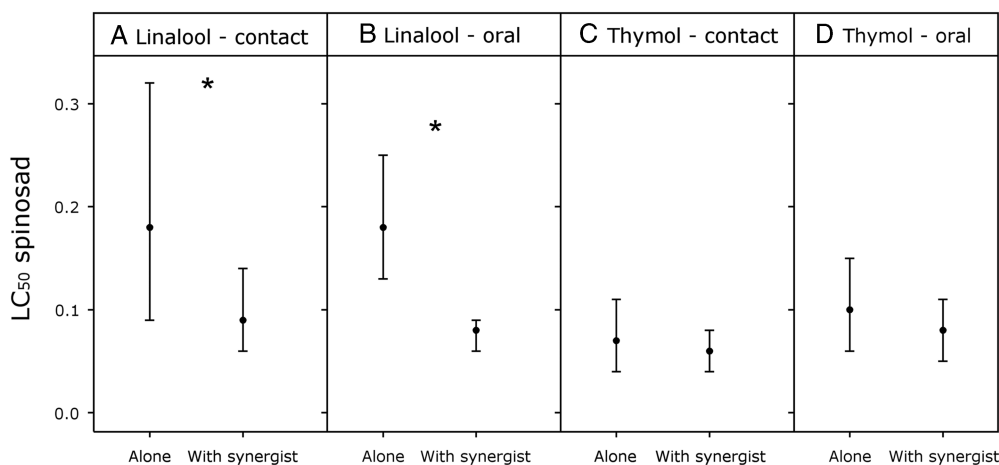 A Linalool - contact
B Linalool - oral
C Thymol - contact
D Thymol - oral
*
*
LC50 spinosad
0.3
0.2
0.1
0.0
Alone With synergist
Alone With synergist
Alone With synergist
Alone With synergist